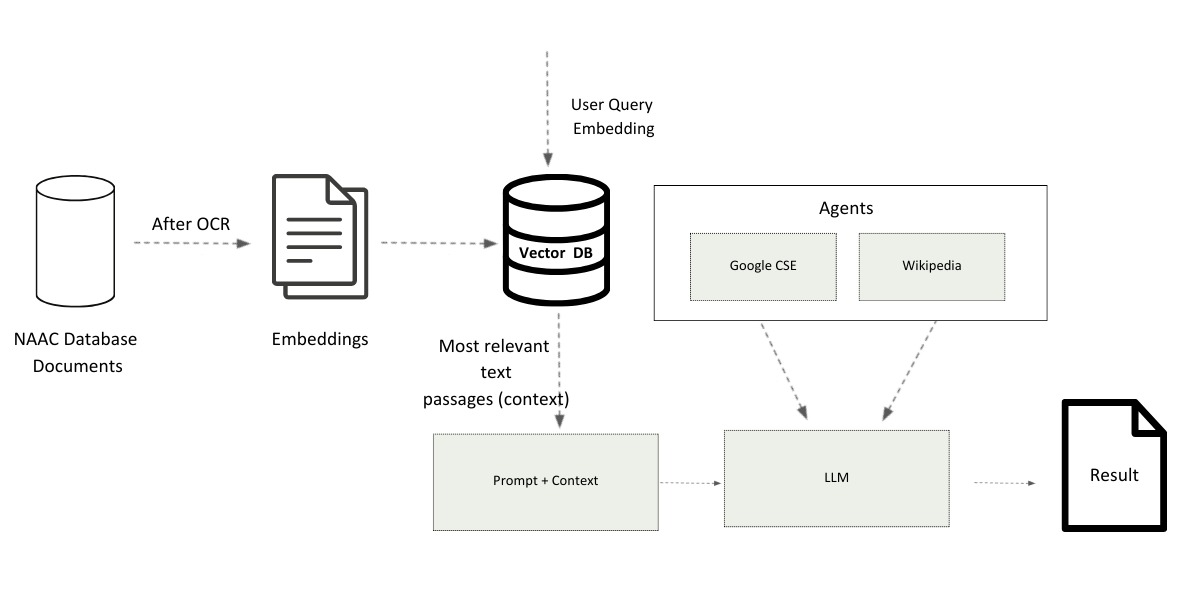 User Query
Embedding
After OCR
Vector DB
Agents
Google CSE
Wikipedia
NAAC Database
Documents
Embeddings
Most relevant
text
passages (context)
Prompt + Context
LLM
Result